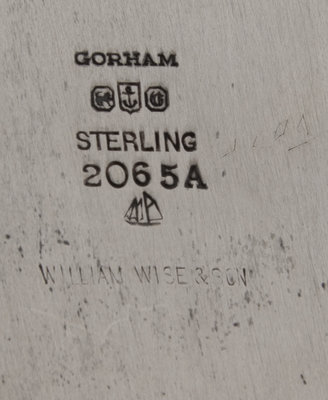 GORHAM
STERLING
2065A
WILLIAM WISE & SON